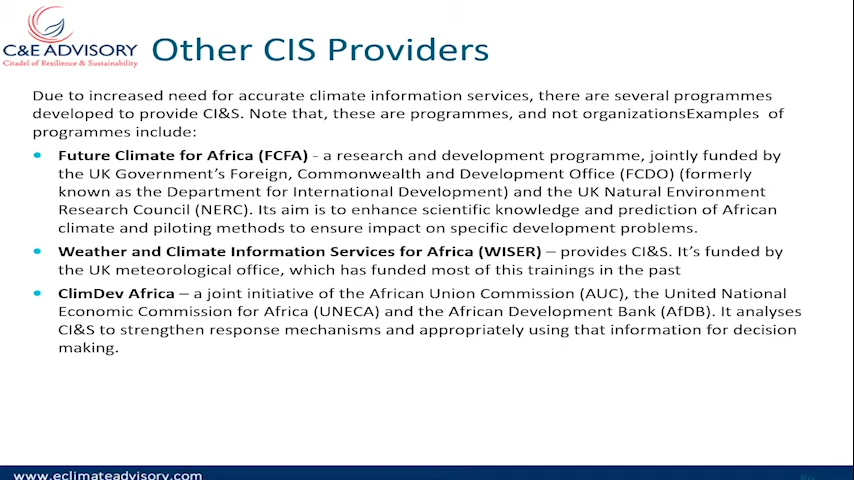 C&E ADVISORY
Citadel of Resilience & Sustainability
Other CIS Providers
Due to increased need for accurate climate information services, there are several programmes
developed to provide CI&S. Note that, these are programmes, and not organizationsExamples of
programmes include:
• Future Climate for Africa (FCFA) - a research and development programme, jointly funded by
the UK Government's Foreign, Commonwealth and Development Office (FCDO) (formerly
known as the Department for International Development) and the UK Natural Environment
Research Council (NERC). Its aim is to enhance scientific knowledge and prediction of African
climate and piloting methods to ensure impact on specific development problems.
• Weather and Climate Information Services for Africa (WISER) – provides CI&S. It's funded by
the UK meteorological office, which has funded most of this trainings in the past
• ClimDev Africa – a joint initiative of the African Union Commission (AUC), the United National
Economic Commission for Africa (UNECA) and the African Development Bank (AfDB). It analyses
CI&S to strengthen response mechanisms and appropriately using that information for decision
making.
www.eclimateadvisory.com